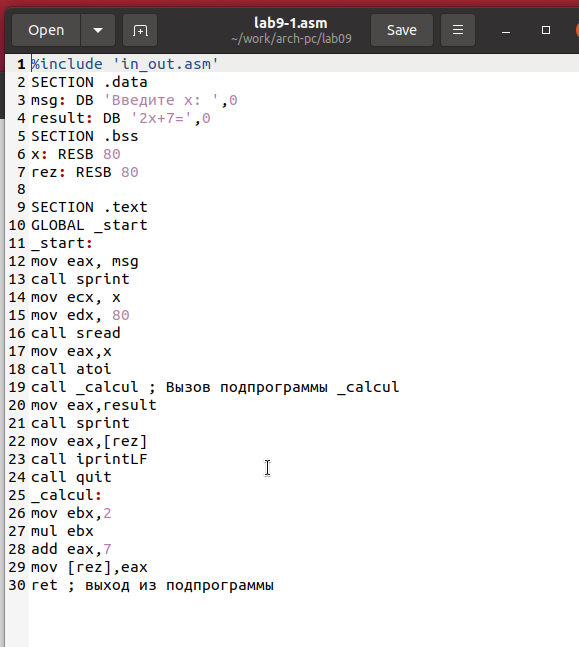 Open
lab9-1.asm
~/work/arch-pc/lab09
Save
1 %include 'in_out.asm'
2 SECTION .data
3 msg: DB 'Введите x: ',0
4 result: DB '2x+7=',0
5 SECTION .bss
6 x: RESB 80
7 rez: RESB 80
8
9 SECTION .text
10 GLOBAL _start
11 _start:
12 mov eax, msg
13 call sprint
14 mov ecx, x
15 mov edx, 80
16 call sread
17 mov eax,x
18 call atoi
19 call _calcul ; Вызов подпрограммы _calcul
20 mov eax,result
21 call sprint
22 mov eax,[rez]
23 call iprintLF
24 call quit
25 _calcul:
26 mov ebx,2
27 mul ebx
28 add eax,7
29 mov [rez],eax
30 ret ; выход из подпрограммы